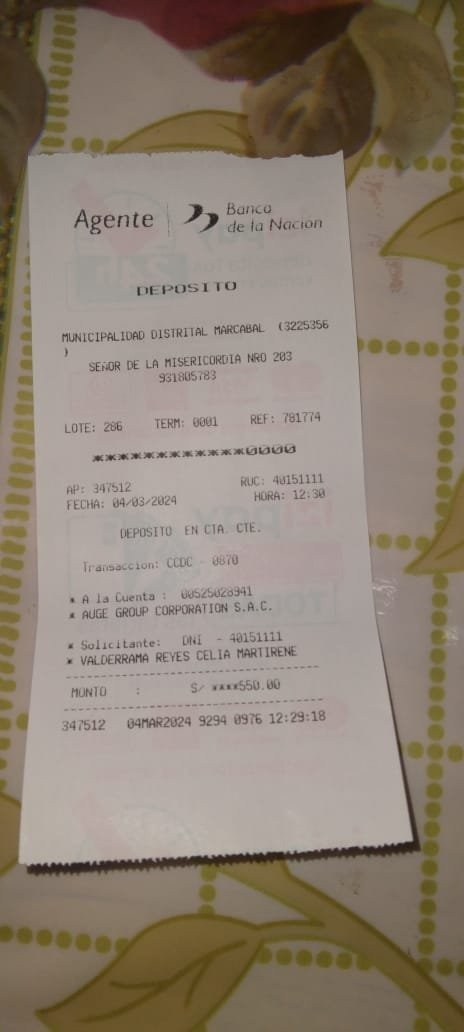 Agente Banco
de la Nación
DEPOSITO
MUNICIPALIDAD DISTRITAL MARCABAL (3225356
)
SEÑOR DE LA MISERICORDIA NRO 203
931805783
LOTE: 286 TERM: 0001 REF: 781774
************0000
AP: 347512 RUC: 40151111
FECHA: 04/03/2024 HORA: 12:30
DEPOSITO EN CTA. CTE.
Transaccion: CCDC - 0870
* A la Cuenta : 00525028941
* AUGE GROUP CORPORATION S.A.C.
* Solicitante: DNI - 40151111
* VALDERRAMA REYES CELIA MARTIRENE
MONTO : S/ ****550.00
347512 04MAR2024 9294 0976 12:29:18